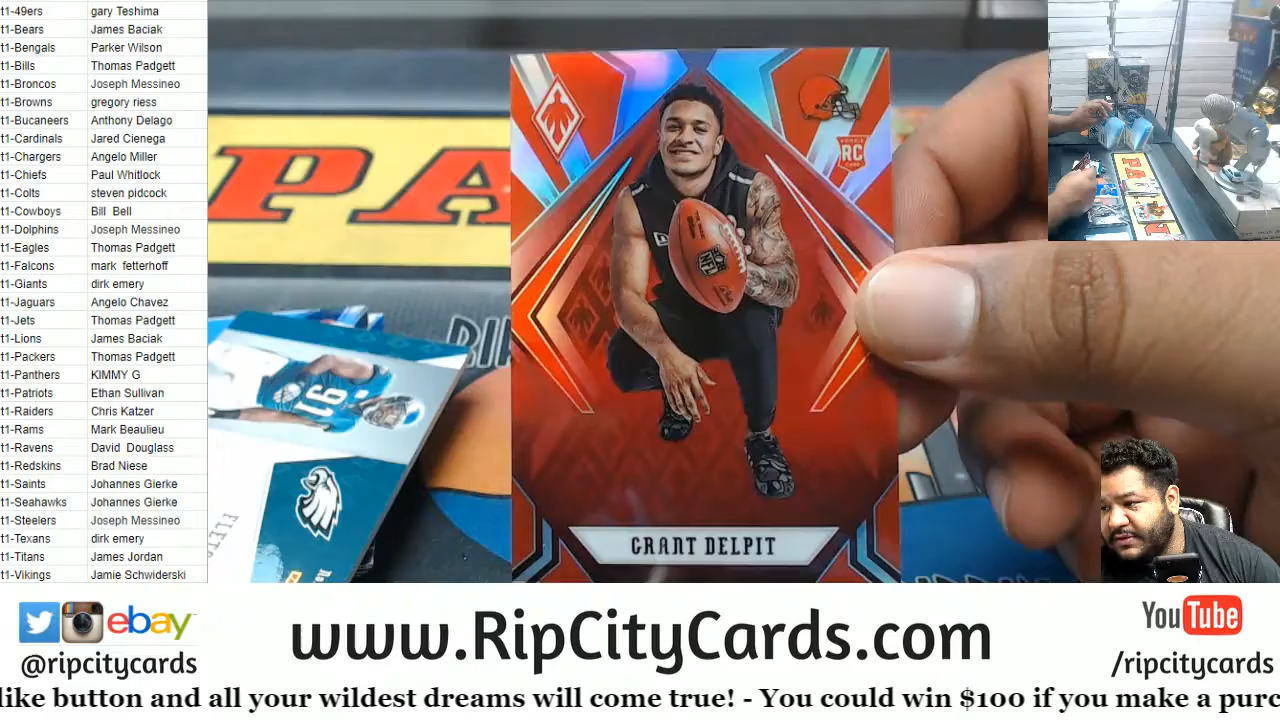 t1-49ers gary Teshima
t1-Bears James Baciak
t1-Bengals Parker Wilson
t1-Bills Thomas Padgett
t1-Broncos Joseph Messineo
t1-Browns gregory riess
t1-Bucaneers Anthony Delago
t1-Cardinals Jared Cienega
t1-Chargers Angelo Miller
t1-Chiefs Paul Whitlock
t1-Colts steven pidcock
t1-Cowboys Bill Bell
t1-Dolphins Joseph Messineo
t1-Eagles Thomas Padgett
t1-Falcons mark fetterhoff
t1-Giants dirk emery
t1-Jaguars Angelo Chavez
t1-Jets Thomas Padgett
t1-Lions James Baciak
t1-Packers Thomas Padgett
t1-Panthers KIMMY G
t1-Patriots Ethan Sullivan
t1-Raiders Chris Katzer
t1-Rams Mark Beaulieu
t1-Ravens David Douglass
t1-Redskins Brad Niese
t1-Saints Johannes Gierke
t1-Seahawks Johannes Gierke
t1-Steelers Joseph Messineo
t1-Texans dirk emery
t1-Titans James Jordan
t1-Vikings Jamie Schwiderski
PA
RC
NFL
GRANT DELPIT
16
PA
ebay
@ripcitycards
www.RipCityCards.com
YouTube
/ripcitycards
like button and all your wildest dreams will come true! - You could win $100 if you make a purc